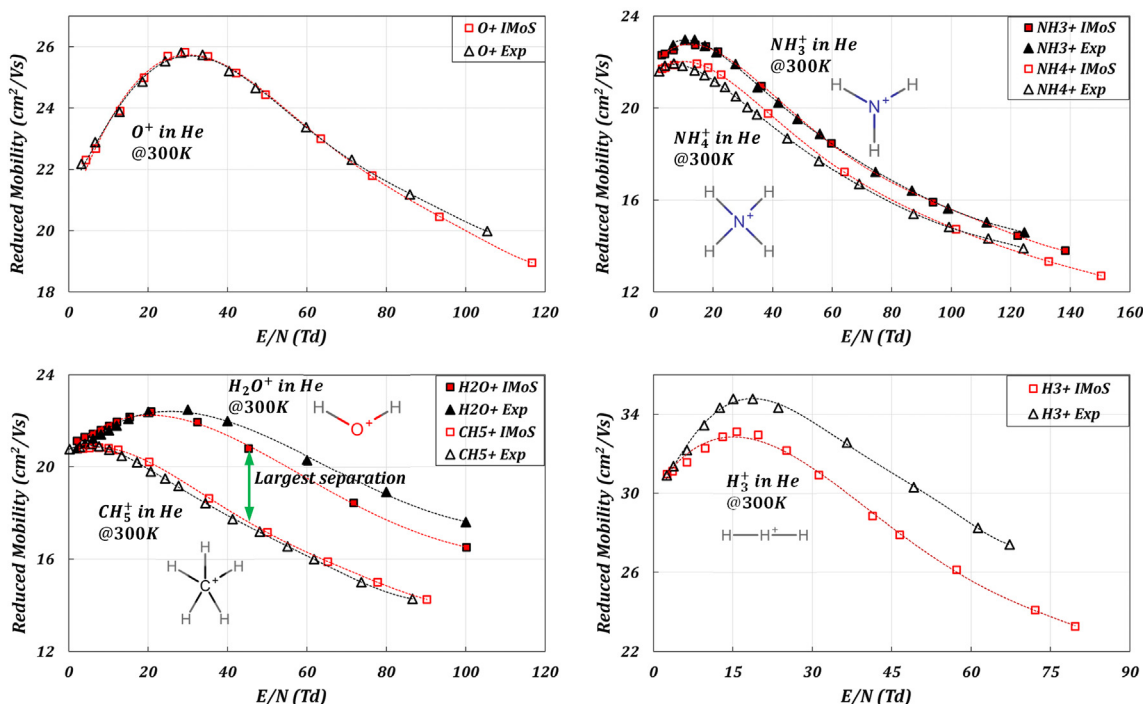 Reduced Mobility (cm²/Vs)
28
26
24
22
20
18
0
20
40
60
80
100
120
E/N (Td)
O+ IMoS
O+ Exp
O⁺ in He
@300K
Reduced Mobility (cm²/Vs)
24
21
18
15
12
0
20
40
60
80
100
120
140
160
E/N (Td)
NH3+ IMoS
NH3+ Exp
NH4+ IMoS
NH4+ Exp
NH₃⁺ in He
@300K
H
H
N⁺
H
NH₄⁺ in He
@300K
H
H
N⁺
H
H
Reduced Mobility (cm²/Vs)
24
20
16
12
0
20
40
60
80
100
120
E/N (Td)
H2O+ IMoS
H2O+ Exp
CH5+ IMoS
CH5+ Exp
H₂O⁺ in He
@300K
H
H
O⁺
Largest separation
CH₅⁺ in He
@300K
H
H
H
C⁺
H
H
Reduced Mobility (cm²/Vs)
34
30
26
22
0
15
30
45
60
75
90
E/N (Td)
H3+ IMoS
H3+ Exp
H₃⁺ in He
@300K
H H⁺ H